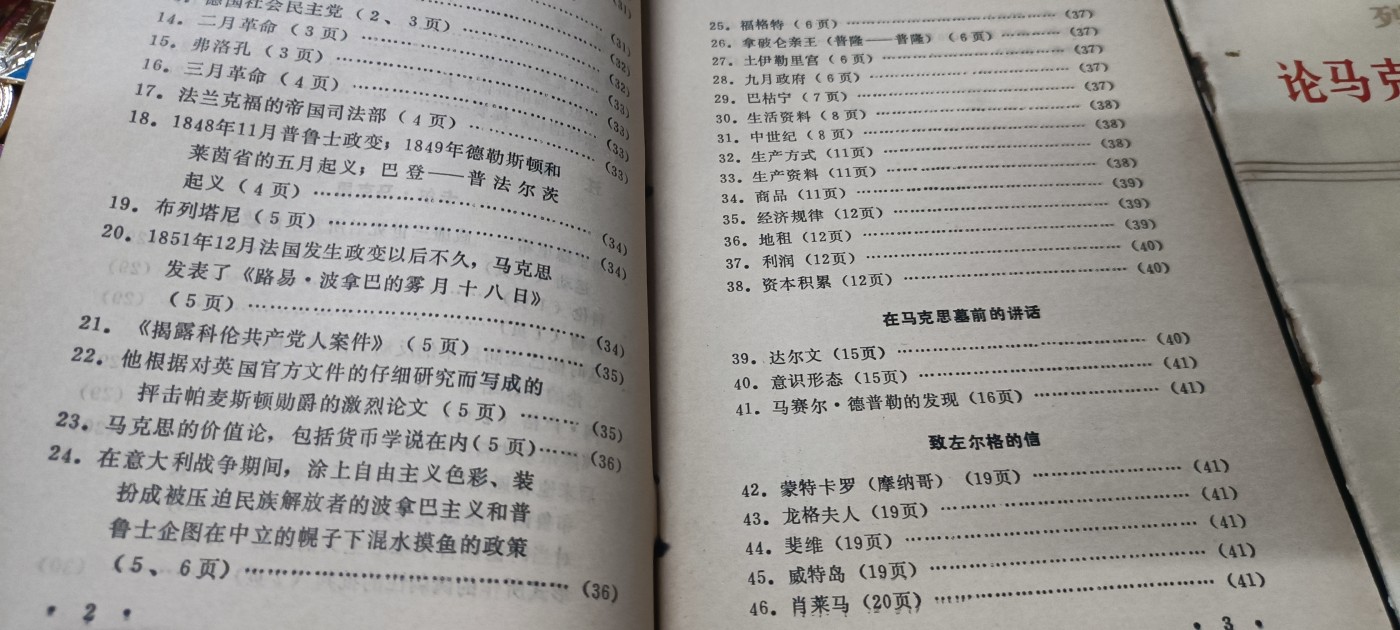 德国社会民主党（2、3页）……………………（31）
14. 二月革命（3页）……………………（31）
15. 弗洛孔（3页）……………………（32）
16. 三月革命（4页）……………………（32）
17. 法兰克福的帝国司法部（4页）……………………（33）
18. 1848年11月普鲁士政变；1849年德勒斯顿和
莱茵省的五月起义；巴登——普法尔茨
起义（4页）……………………（33）
19. 布列塔尼（5页）……………………（34）
20. 1851年12月法国发生政变以后不久，马克思
发表了《路易·波拿巴的雾月十八日》
（5页）……………………（34）
21. 《揭露科伦共产党人案件》（5页）……………（34）
22. 他根据对英国官方文件的仔细研究而写成的
抨击帕麦斯顿勋爵的激烈论文（5页）………（35）
23. 马克思的价值论，包括货币学说在内（5页）……（36）
24. 在意大利战争期间，涂上自由主义色彩、装
扮成被压迫民族解放者的波拿巴主义和普
鲁士企图在中立的幌子下混水摸鱼的政策
（5、6页）……………………（36）
• 2 •
25. 福格特（6页）……………………（37）
26. 拿破仑亲王（普隆——普隆）（6页）…………（37）
27. 土伊勒里宫（6页）……………………（37）
28. 九月政府（6页）……………………（37）
29. 巴枯宁（7页）……………………（37）
30. 生活资料（8页）……………………（38）
31. 中世纪（8页）……………………（38）
32. 生产方式（11页）……………………（38）
33. 生产资料（11页）……………………（38）
34. 商品（11页）……………………（39）
35. 经济规律（12页）……………………（39）
36. 地租（12页）……………………（39）
37. 利润（12页）……………………（40）
38. 资本积累（12页）……………………（40）
在马克思墓前的讲话
39. 达尔文（15页）……………………（40）
40. 意识形态（15页）……………………（41）
41. 马赛尔·德普勒的发现（16页）……………（41）
致左尔格的信
42. 蒙特卡罗（摩纳哥）（19页）……………………（41）
43. 龙格夫人（19页）……………………（41）
44. 斐维（19页）……………………（41）
45. 威特岛（19页）……………………（41）
46. 肖莱马（20页）……………………（41）
• 3 •
论马克